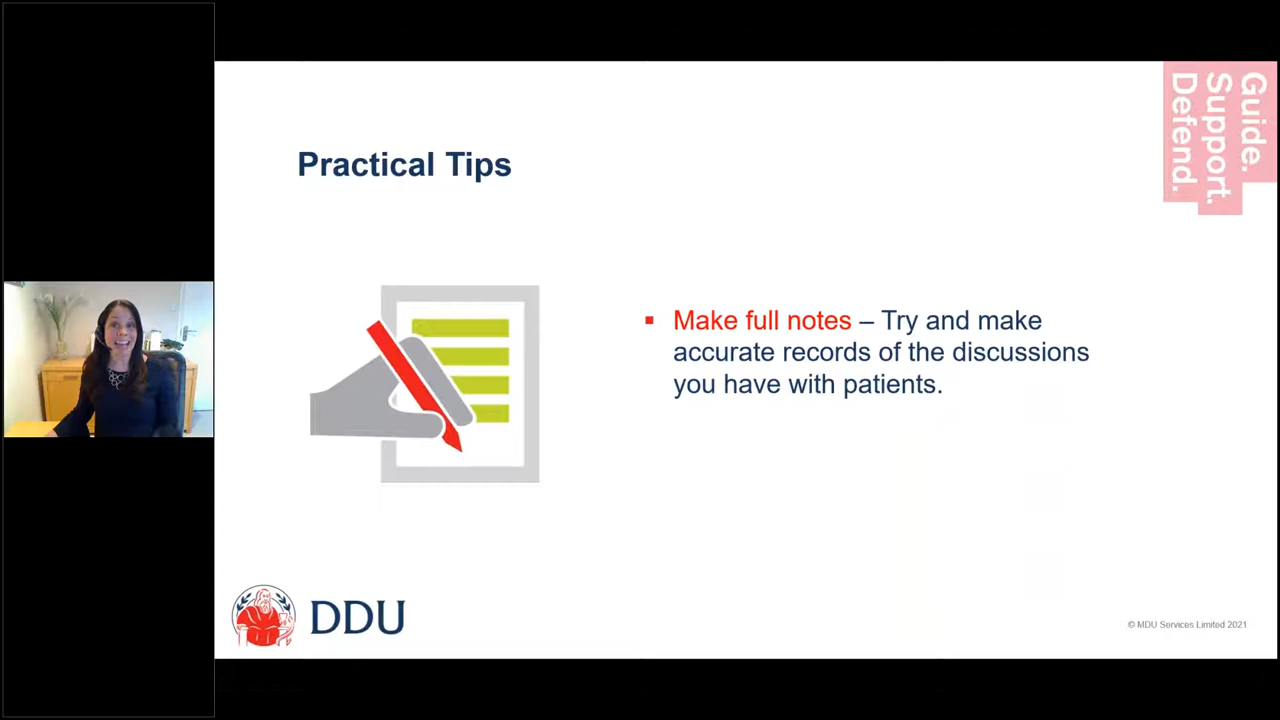 Guide.
Support.
Defend.
Practical Tips
▪ Make full notes – Try and make
accurate records of the discussions
you have with patients.
DDU
© MDU Services Limited 2021